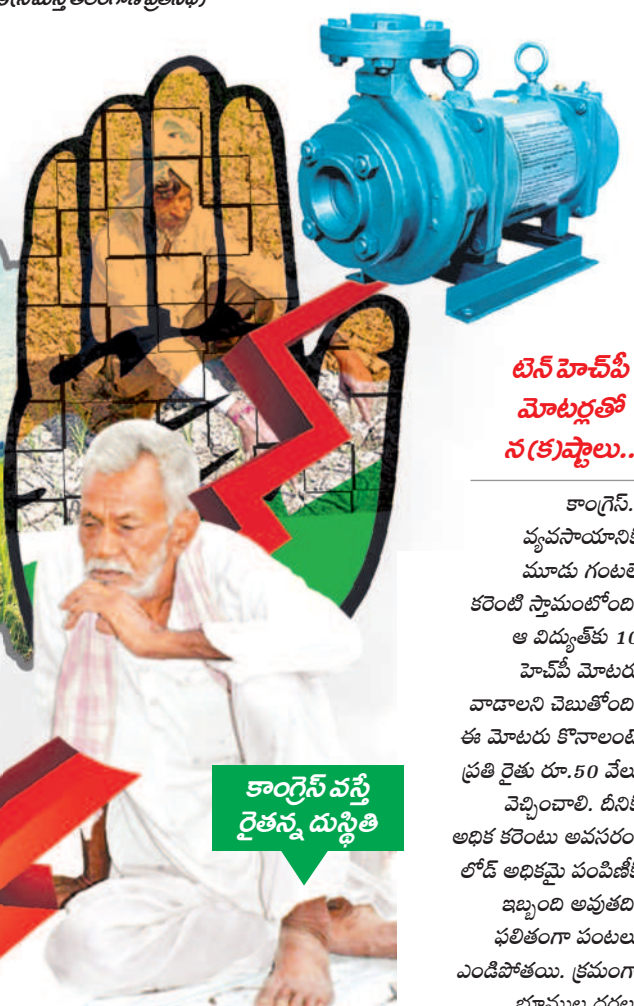 టెన్ హెచ్‌పీ
మోటర్లతో
న(క)ష్టాలు..
కాంగ్రెస్.
వ్యవసాయానిక
మూడు గంటలే
కరెంటి స్తామంటోంది
ఆ విద్యుత్‌కు 10
హెచ్‌పీ మోటరు
వాడాలని చెబుతోంది
ఈ మోటరు కొనాలంట
ప్రతి రైతు రూ.50 వేలు
వెచ్చించాలి. దీనిక
అధిక కరెంటు అవసరం
లోడ్ అధికమై పంపిణీక
ఇబ్బంది అవుతది
ఫలితంగా పంటలు
ఎండిపోతయి. క్రమంగా
కాంగ్రెస్ వస్తే
రైతన్న దుస్థితి